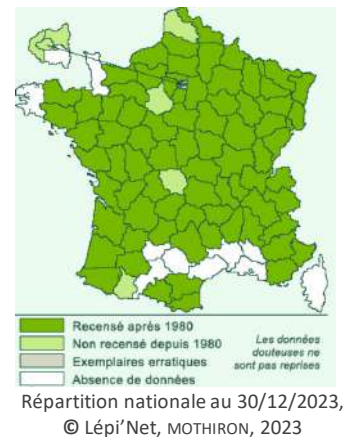 Recensé après 1980
Non recensé depuis 1980
Exemplaires erratiques
Absence de données
Les données
douteuses ne
sont pas reprises
Répartition nationale au 30/12/2023,
© Lépi'Net, MOTHIRON, 2023